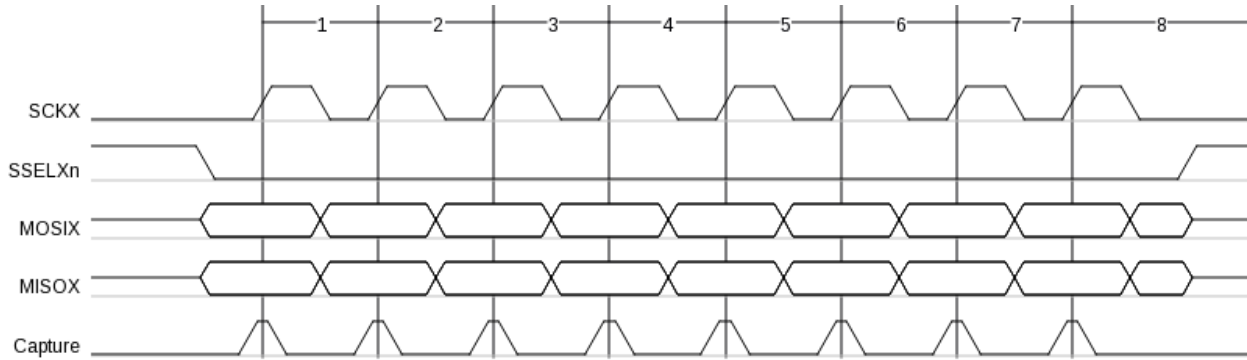 1 2 3 4 5 6 7 8
SCKX
SSELXn
MOSIX
MISOX
Capture